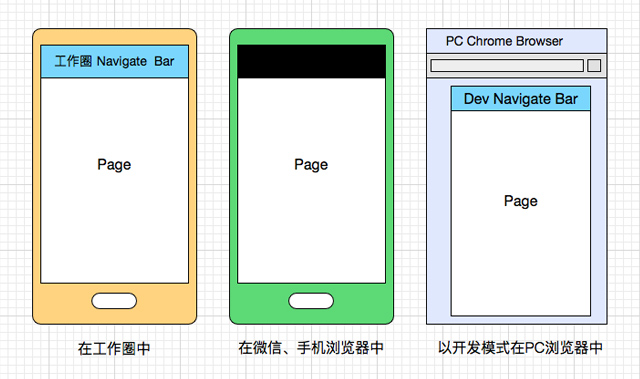 工作圈 Navigate Bar
Page
在工作圈中
Page
在微信、手机浏览器中
PC Chrome Browser
Dev Navigate Bar
Page
以开发模式在PC浏览器中